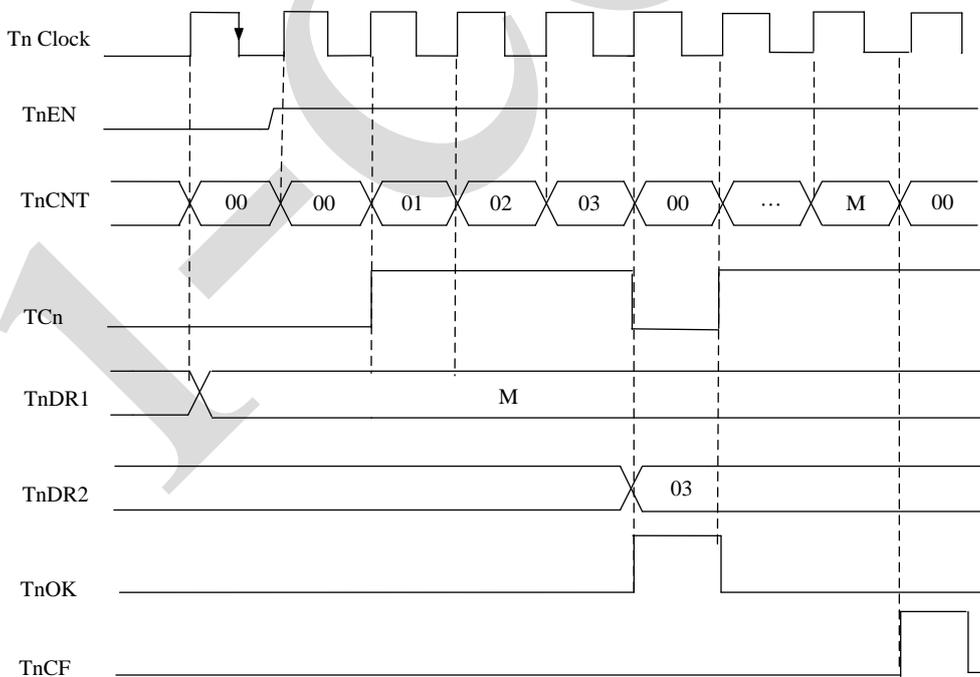 Tn Clock
TnEN
TnCNT 00 00 01 02 03 00 ··· M 00
TCn
TnDR1 M
TnDR2 03
TnOK
TnCF